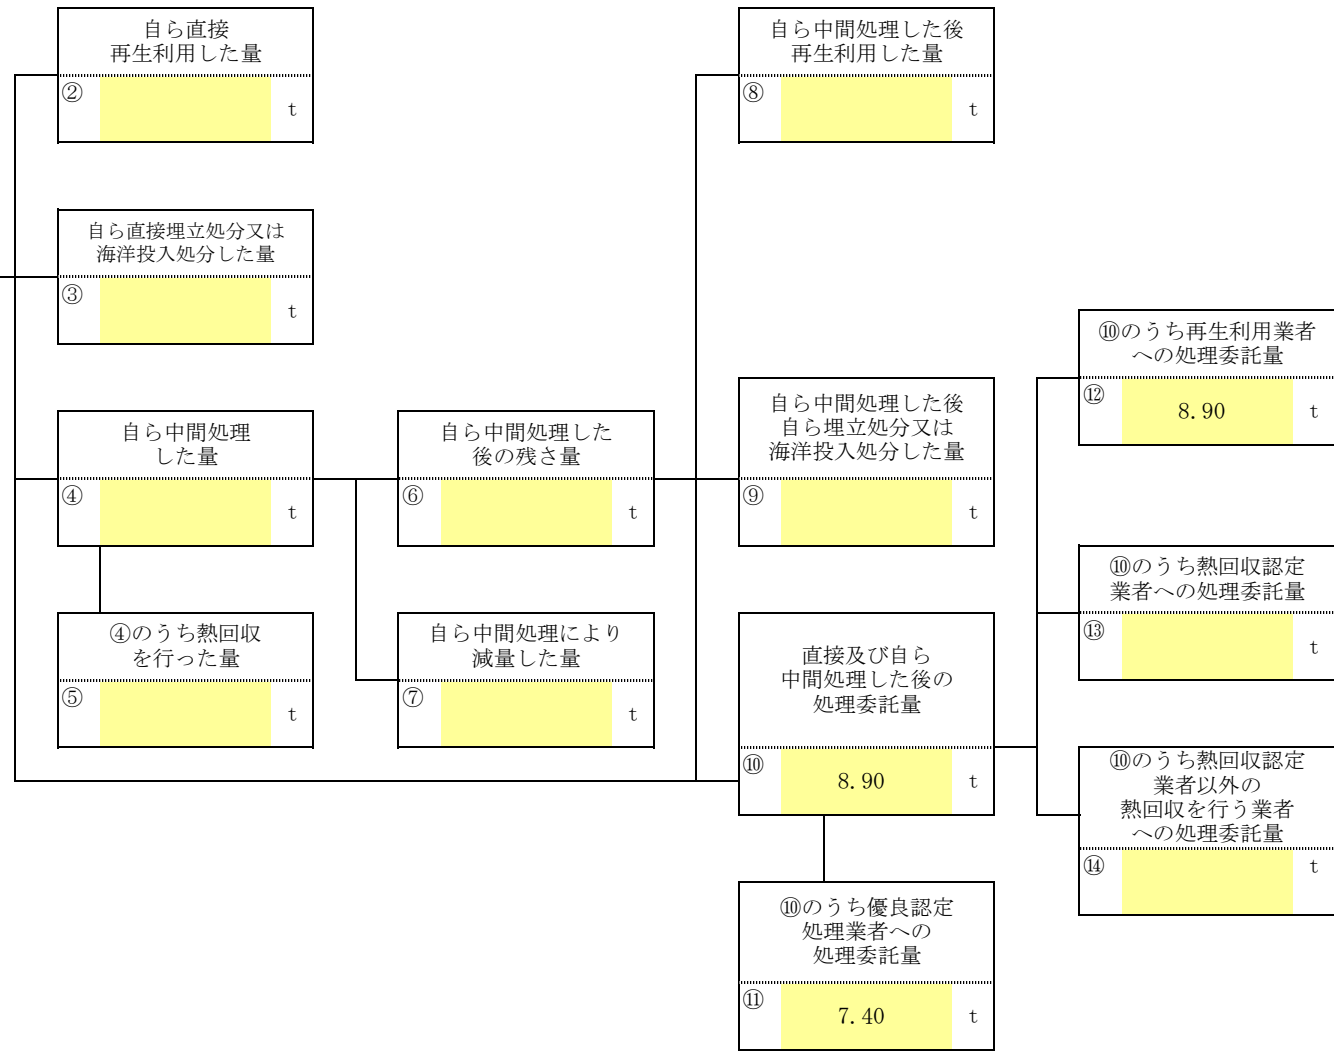 自ら直接
再生利用した量
②
t
自ら中間処理した後
再生利用した量
⑧
t
自ら直接埋立処分又は
海洋投入処分した量
③
t
⑩のうち再生利用業者
への処理委託量
⑫
8.90
t
自ら中間処理
した量
④
t
自ら中間処理した
後の残さ量
⑥
t
自ら中間処理した後
自ら埋立処分又は
海洋投入処分した量
⑨
t
⑩のうち熱回収認定
業者への処理委託量
⑬
t
④のうち熱回収
を行った量
⑤
t
自ら中間処理により
減量した量
⑦
t
直接及び自ら
中間処理した後の
処理委託量
⑩
8.90
t
⑩のうち熱回収認定
業者以外の
熱回収を行う業者
への処理委託量
⑭
t
⑩のうち優良認定
処理業者への
処理委託量
⑪
7.40
t